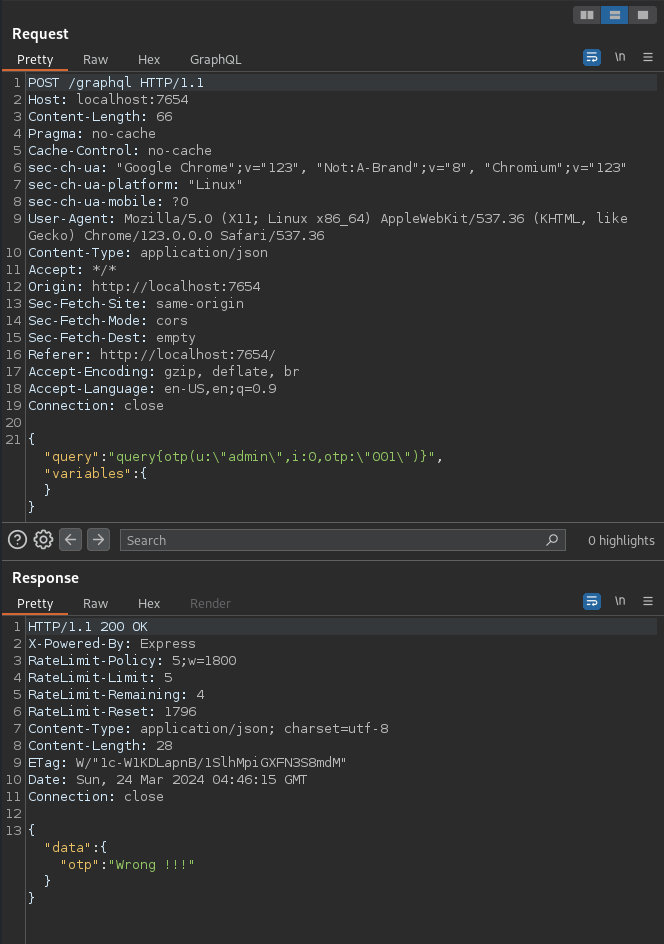 Request
Pretty Raw Hex GraphQL \n
1 POST /graphql HTTP/1.1
2 Host: localhost:7654
3 Content-Length: 66
4 Pragma: no-cache
5 Cache-Control: no-cache
6 sec-ch-ua: "Google Chrome";v="123", "Not:A-Brand";v="8", "Chromium";v="123"
7 sec-ch-ua-platform: "Linux"
8 sec-ch-ua-mobile: ?0
9 User-Agent: Mozilla/5.0 (X11; Linux x86_64) AppleWebKit/537.36 (KHTML, like
Gecko) Chrome/123.0.0.0 Safari/537.36
10 Content-Type: application/json
11 Accept: */*
12 Origin: http://localhost:7654
13 Sec-Fetch-Site: same-origin
14 Sec-Fetch-Mode: cors
15 Sec-Fetch-Dest: empty
16 Referer: http://localhost:7654/
17 Accept-Encoding: gzip, deflate, br
18 Accept-Language: en-US,en;q=0.9
19 Connection: close
20
21 {
"query":"query{otp(u:\"admin\",i:0,otp:\"001\")}",
"variables":{
}
}
Search 0 highlights
Response
Pretty Raw Hex Render \n
1 HTTP/1.1 200 OK
2 X-Powered-By: Express
3 RateLimit-Policy: 5;w=1800
4 RateLimit-Limit: 5
5 RateLimit-Remaining: 4
6 RateLimit-Reset: 1796
7 Content-Type: application/json; charset=utf-8
8 Content-Length: 28
9 ETag: W/"1c-W1KDLapnB/1SlhMpiGXFN3S8mdM"
10 Date: Sun, 24 Mar 2024 04:46:15 GMT
11 Connection: close
12
13 {
"data":{
"otp":"Wrong !!!"
}
}